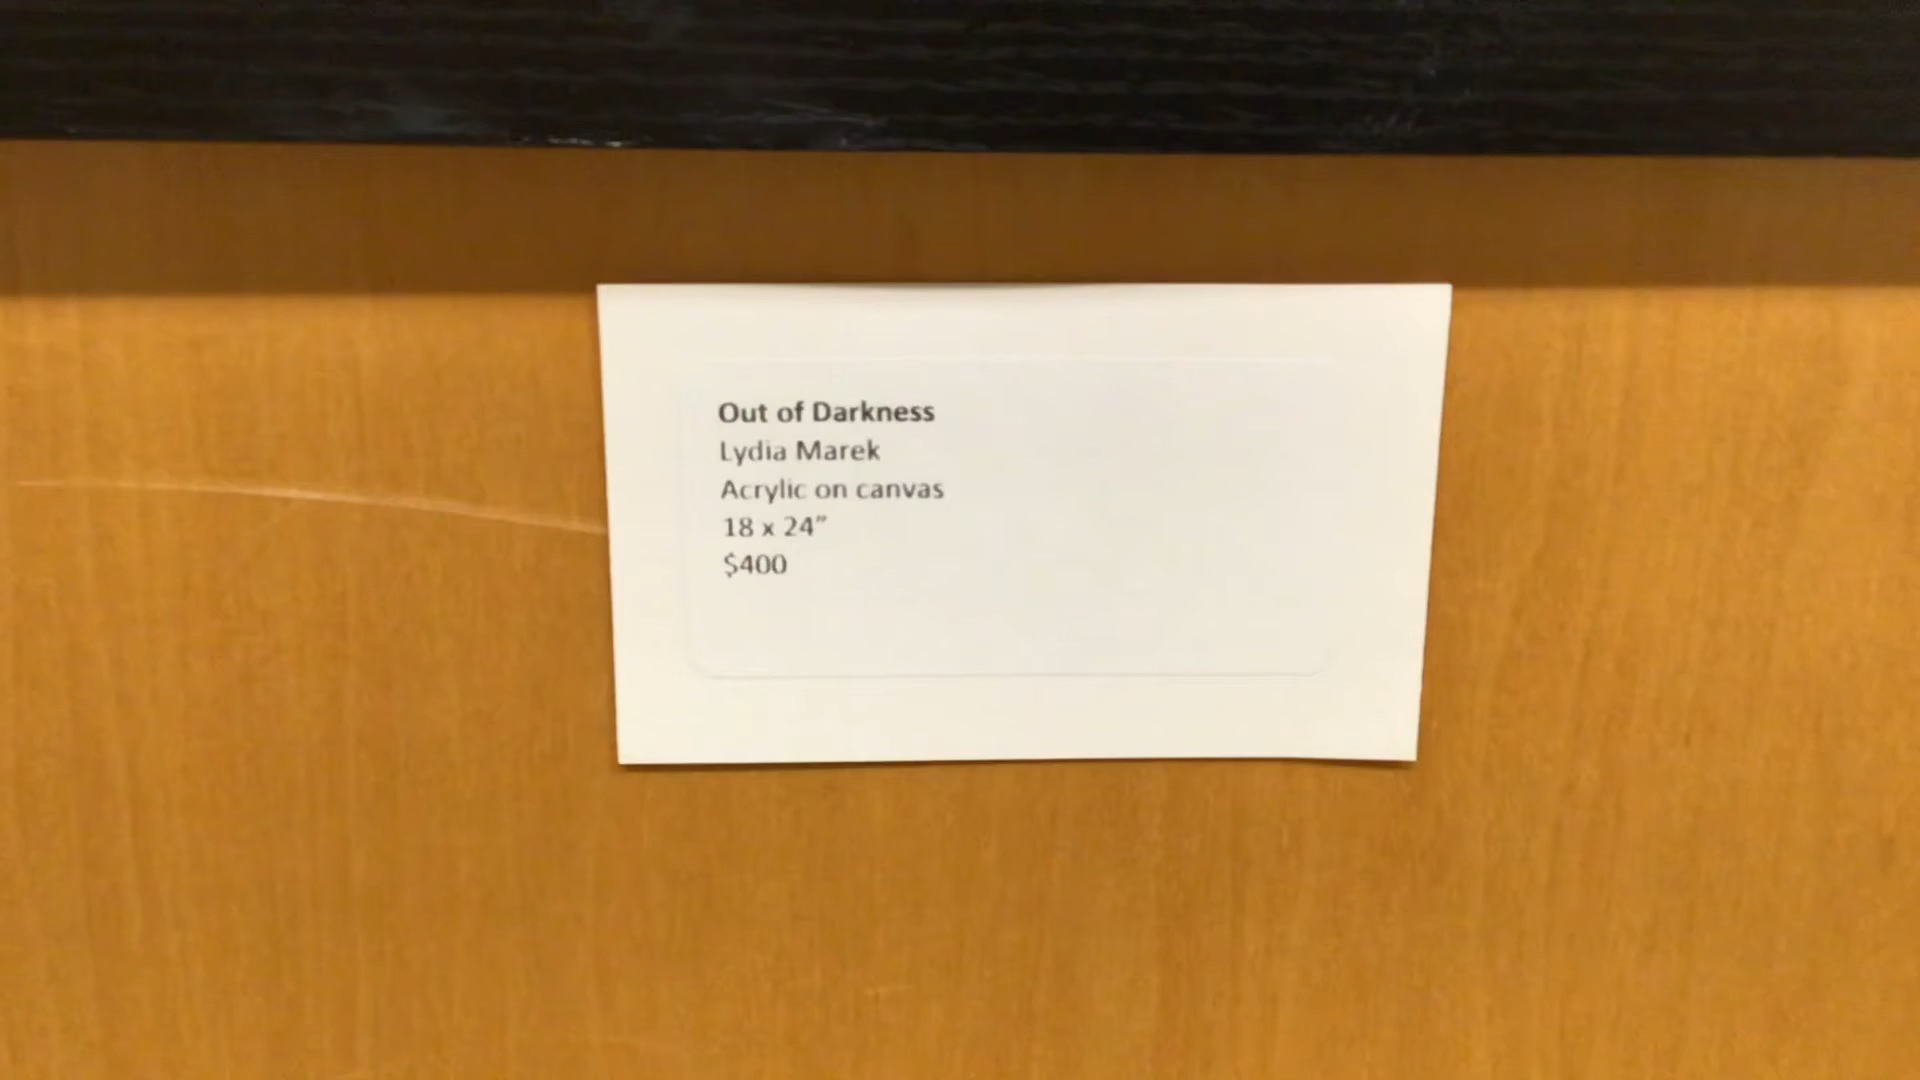 Out of Darkness
Lydia Marek
Acrylic on canvas
18 x 24”
$400